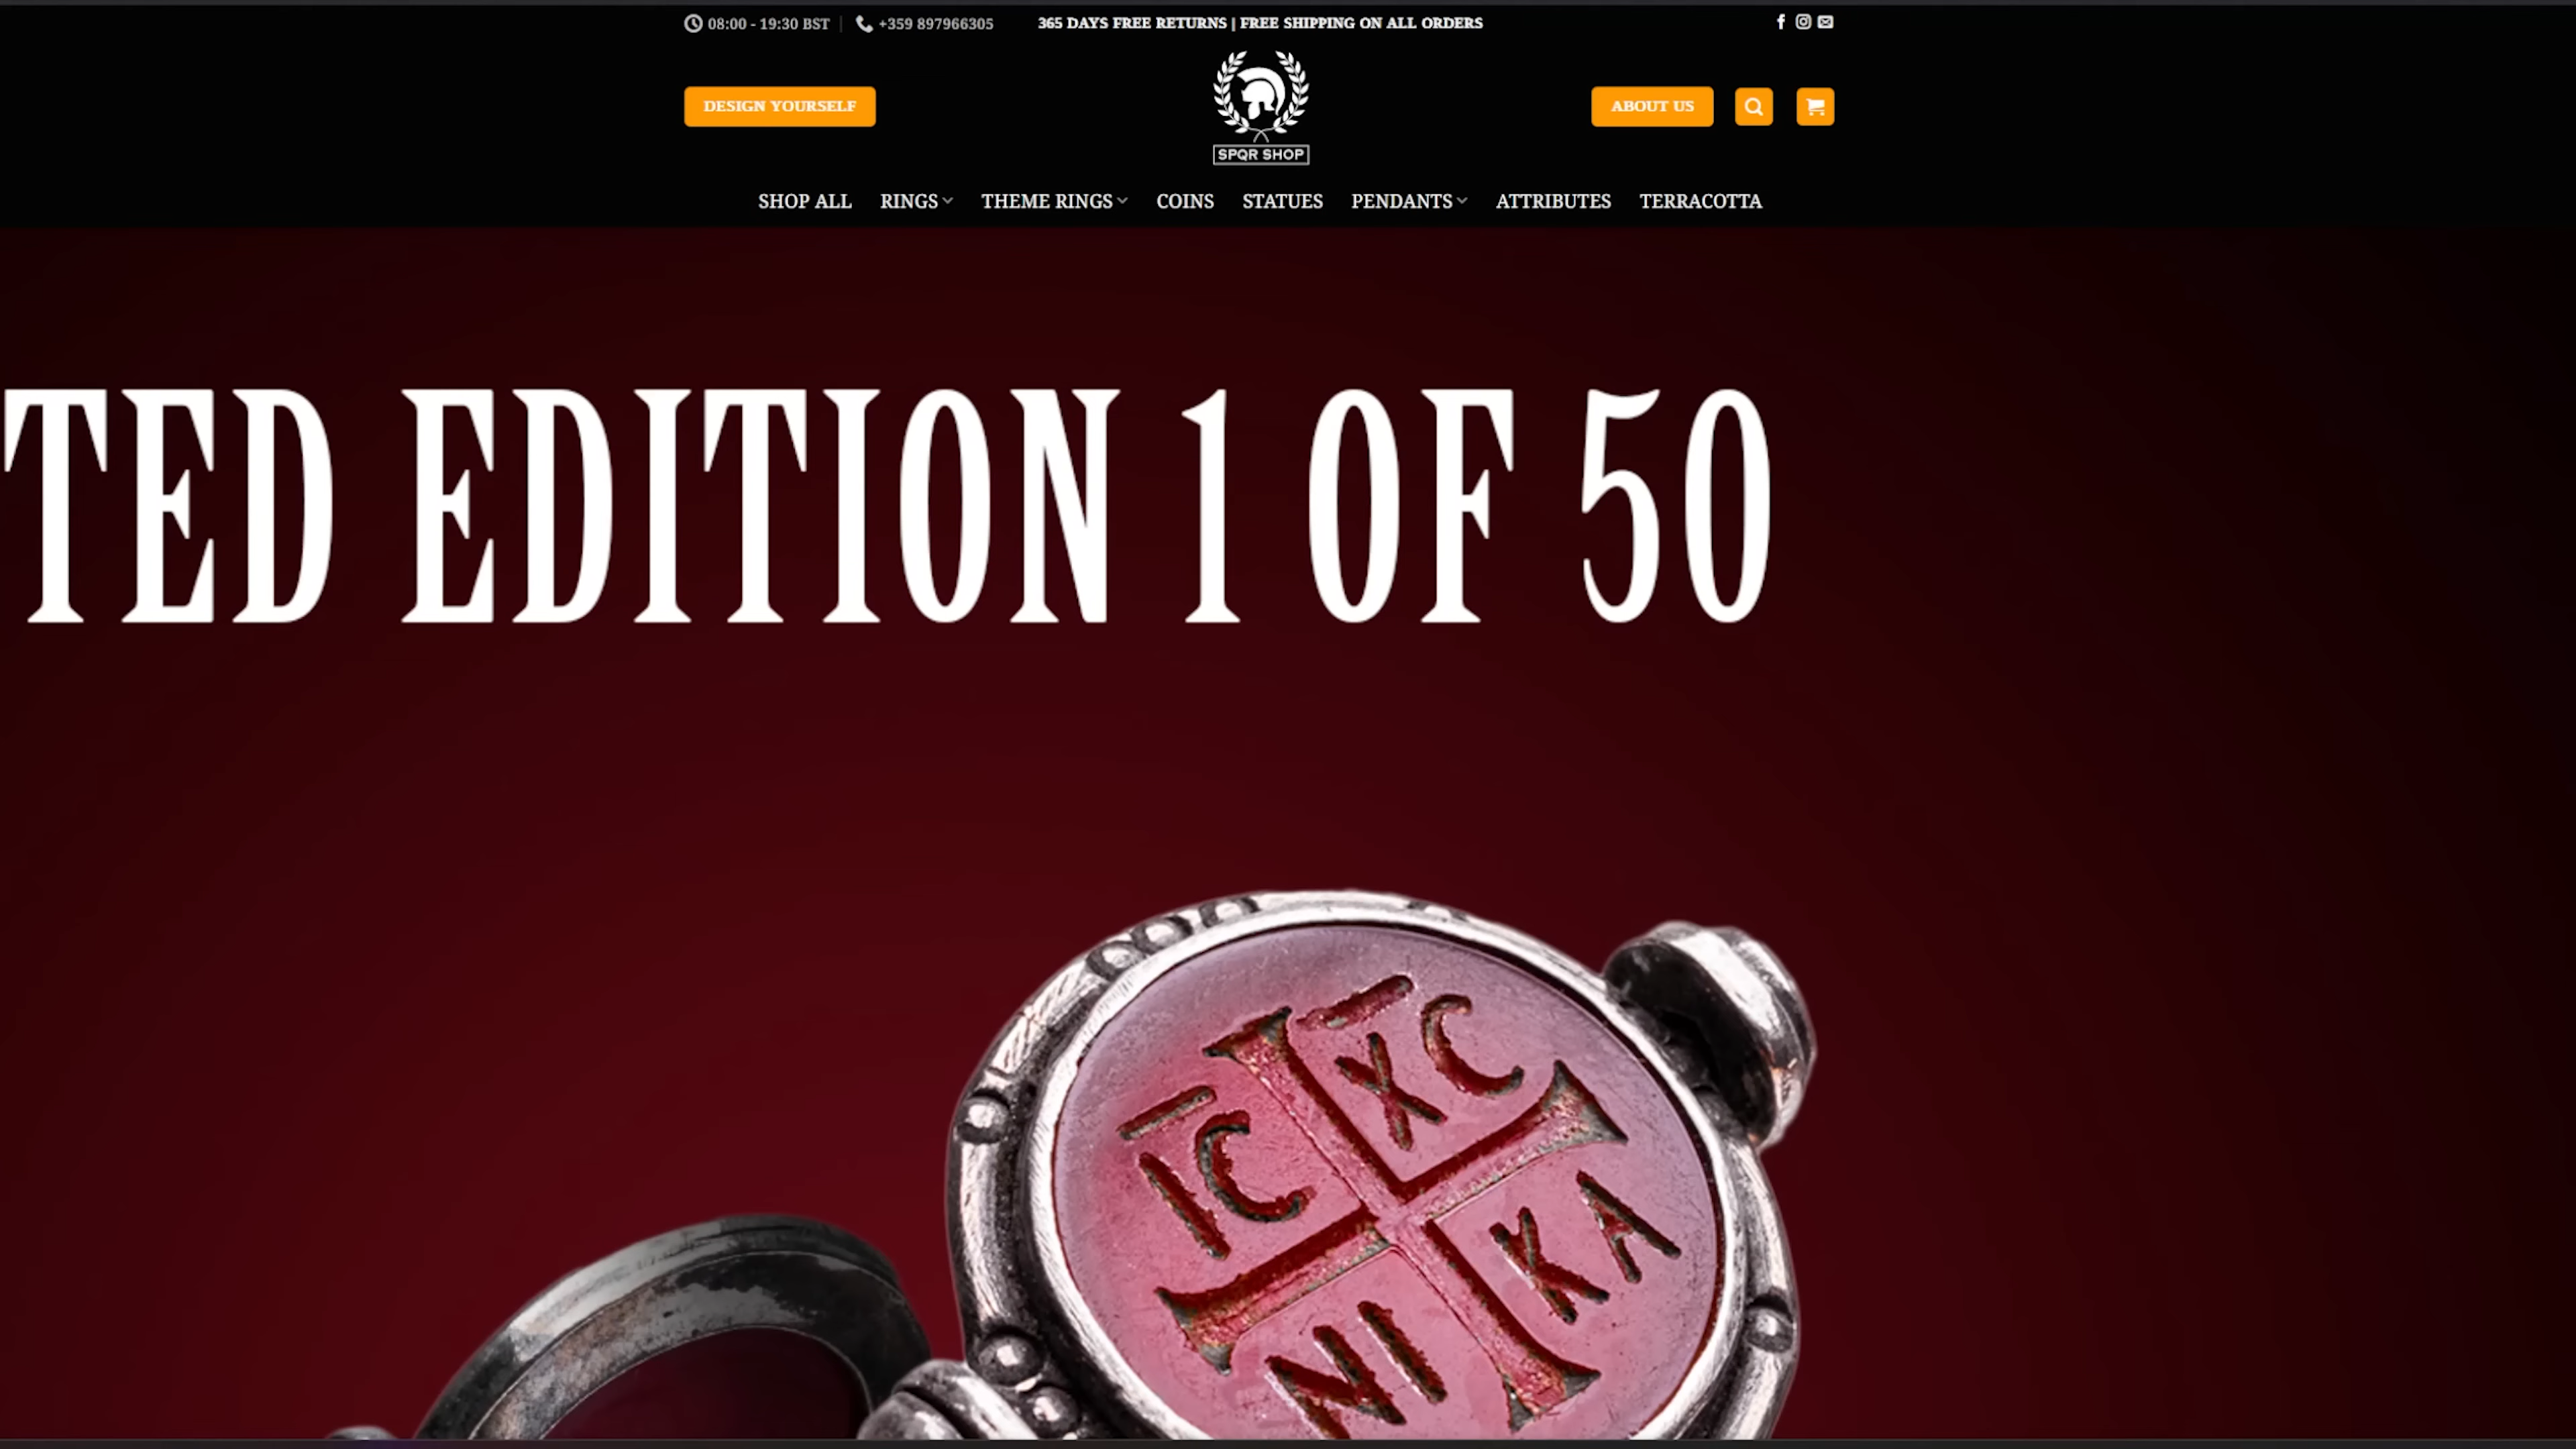 08:00 - 19:30 BST | +359 897966305 365 DAYS FREE RETURNS | FREE SHIPPING ON ALL ORDERS
DESIGN YOURSELF
SPQR SHOP
ABOUT US
SHOP ALL RINGS THEME RINGS COINS STATUES PENDANTS ATTRIBUTES TERRACOTTA
TED EDITION 1 OF 50
IC XC
NI KA